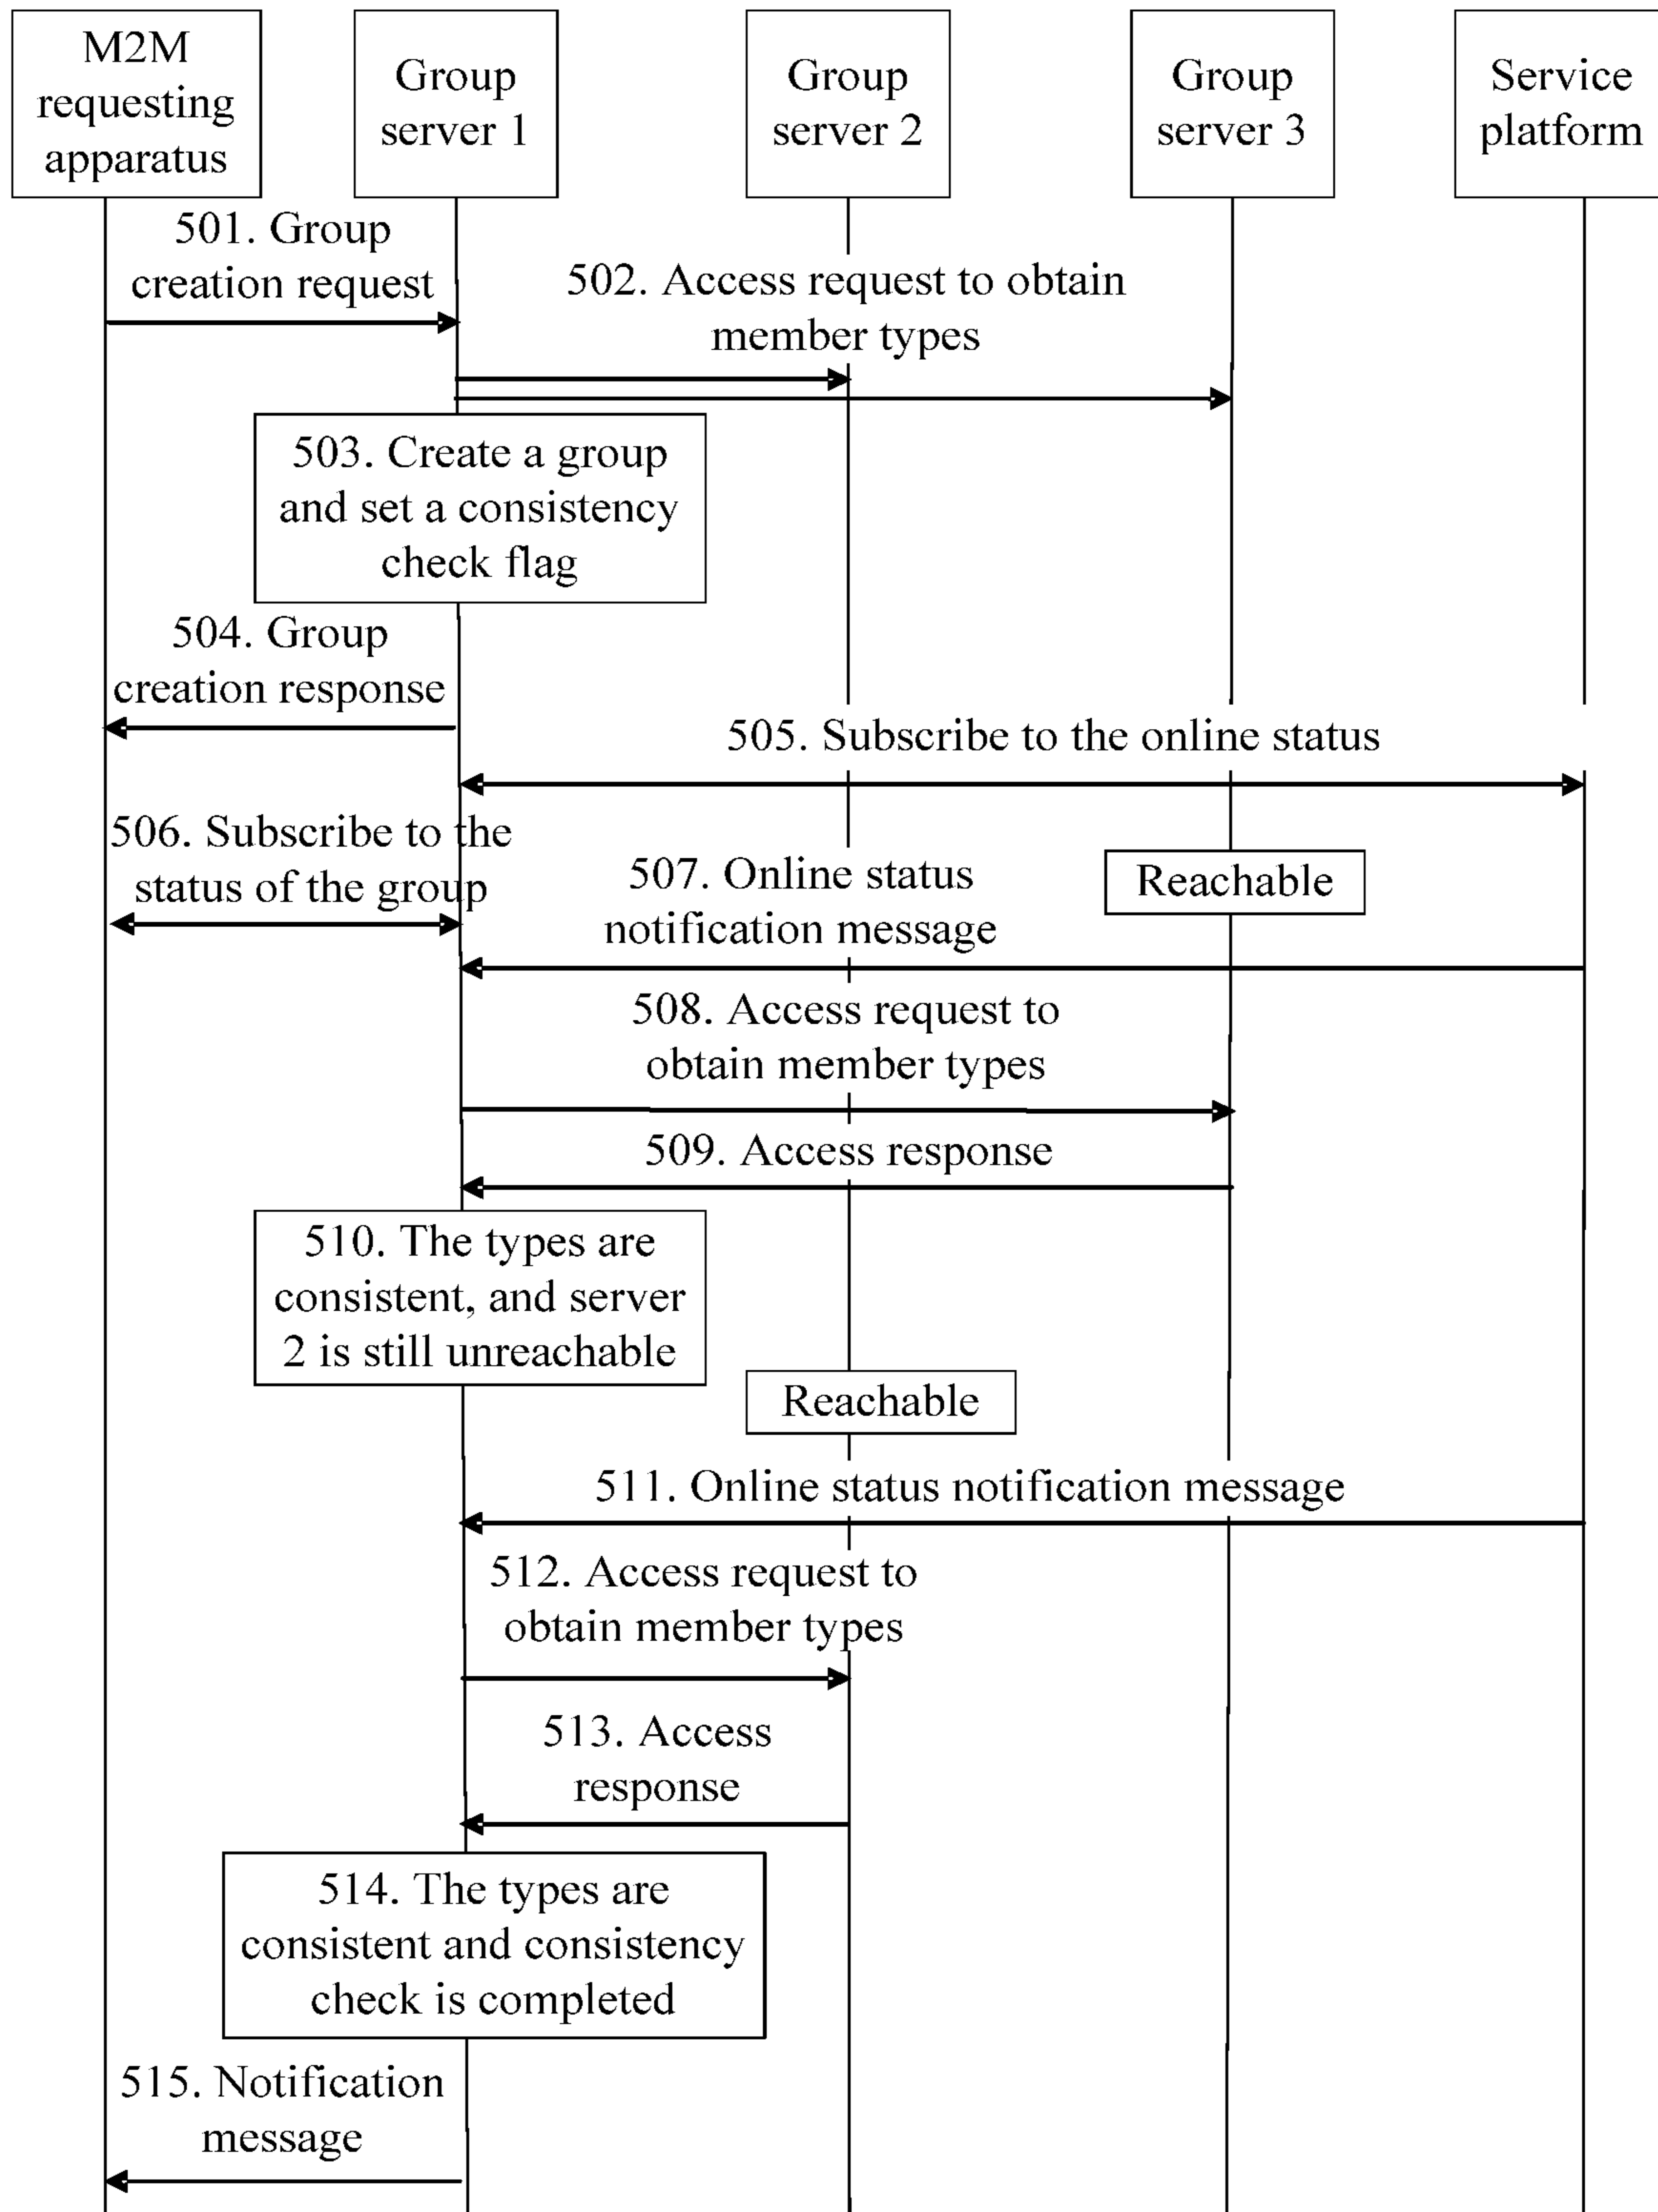 M2M
requesting
apparatus
Group
server 1
Group
server 2
Group
server 3
Service
platform
501. Group
creation request
502. Access request to obtain
member types
503. Create a group
and set a consistency
check flag
504. Group
creation response
505. Subscribe to the online status
506. Subscribe to the
status of the group
Reachable
507. Online status
notification message
508. Access request to
obtain member types
509. Access response
510. The types are
consistent, and server
2 is still unreachable
Reachable
511. Online status notification message
512. Access request to
obtain member types
513. Access
response
514. The types are
consistent and consistency
check is completed
515. Notification
message